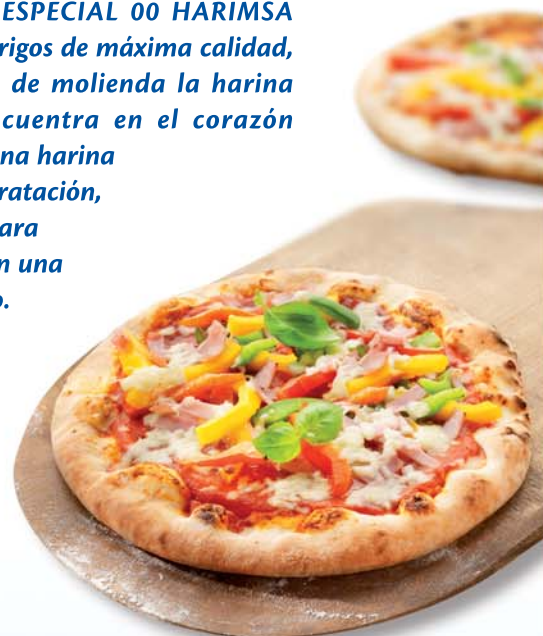 ESPECIAL 00 HARIMSA
rigos de máxima calidad,
de molienda la harina
cuentra en el corazón
na harina
ratación,
ara
n una
o.